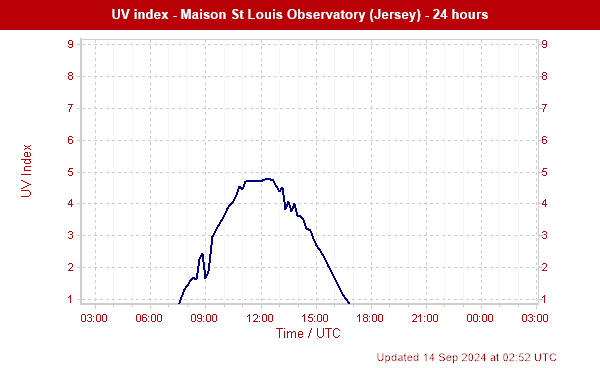 UV index - Maison St Louis Observatory (Jersey) - 24 hours
9 9
8 8
7 7
6 6
5 5
4 4
3 3
2 2
1 1
UV Index
03:00 06:00 09:00 12:00 15:00 18:00 21:00 00:00 03:00
Time / UTC
Updated 14 Sep 2024 at 02:52 UTC